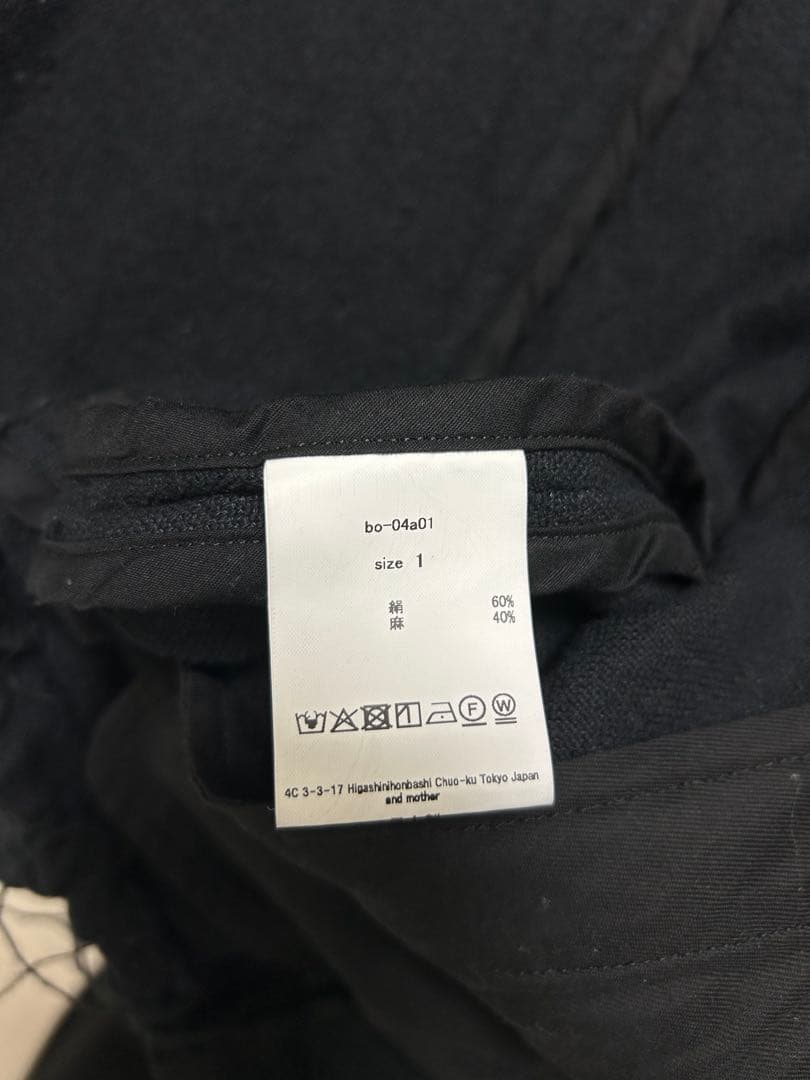 bo-04a01
size 1
絹 60%
麻 40%
F W
4C 3-3-17 Higashinihonbashi Chuo-ku Tokyo Japan
and mother